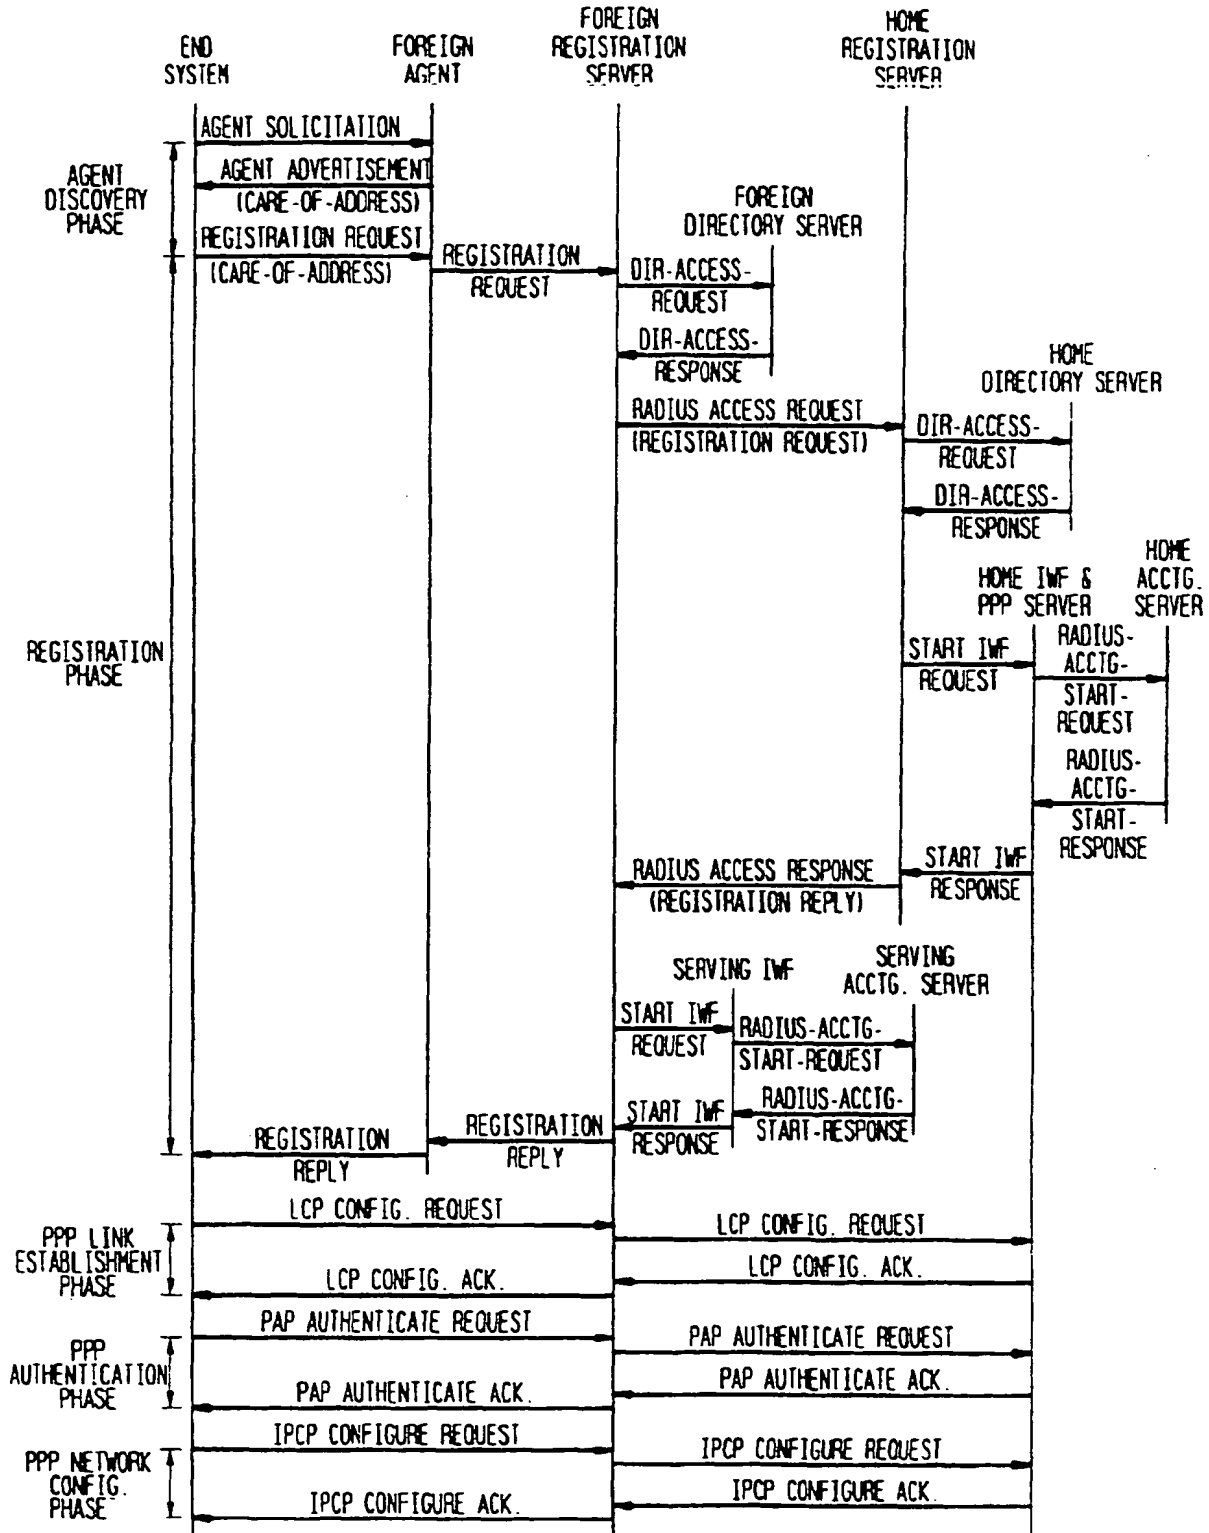 END
SYSTEM
FOREIGN
AGENT
FOREIGN
REGISTRATION
SERVER
HOME
REGISTRATION
SERVER
AGENT SOLICITATION
AGENT ADVERTISEMENT
(CARE-OF-ADDRESS)
AGENT
DISCOVERY
PHASE
REGISTRATION REQUEST
(CARE-OF-ADDRESS)
REGISTRATION
REQUEST
FOREIGN
DIRECTORY SERVER
DIR-ACCESS-
REQUEST
DIR-ACCESS-
RESPONSE
HOME
DIRECTORY SERVER
RADIUS ACCESS REQUEST
(REGISTRATION REQUEST)
DIR-ACCESS-
REQUEST
DIR-ACCESS-
RESPONSE
HOME IWF &
PPP SERVER
HOME
ACCTG.
SERVER
REGISTRATION
PHASE
START IWF
REQUEST
RADIUS-
ACCTG-
START-
REQUEST
RADIUS-
ACCTG-
START-
RESPONSE
START IWF
RESPONSE
RADIUS ACCESS RESPONSE
(REGISTRATION REPLY)
SERVING IWF
SERVING
ACCTG. SERVER
START IWF
REQUEST
RADIUS-ACCTG-
START-REQUEST
RADIUS-ACCTG-
START-RESPONSE
START IWF
RESPONSE
REGISTRATION
REPLY
REGISTRATION
REPLY
LCP CONFIG. REQUEST
LCP CONFIG. REQUEST
PPP LINK
ESTABLISHMENT
PHASE
LCP CONFIG. ACK.
LCP CONFIG. ACK.
PAP AUTHENTICATE REQUEST
PAP AUTHENTICATE REQUEST
PPP
AUTHENTICATION
PHASE
PAP AUTHENTICATE ACK.
PAP AUTHENTICATE ACK.
IPCP CONFIGURE REQUEST
IPCP CONFIGURE REQUEST
PPP NETWORK
CONFIG.
PHASE
IPCP CONFIGURE ACK.
IPCP CONFIGURE ACK.